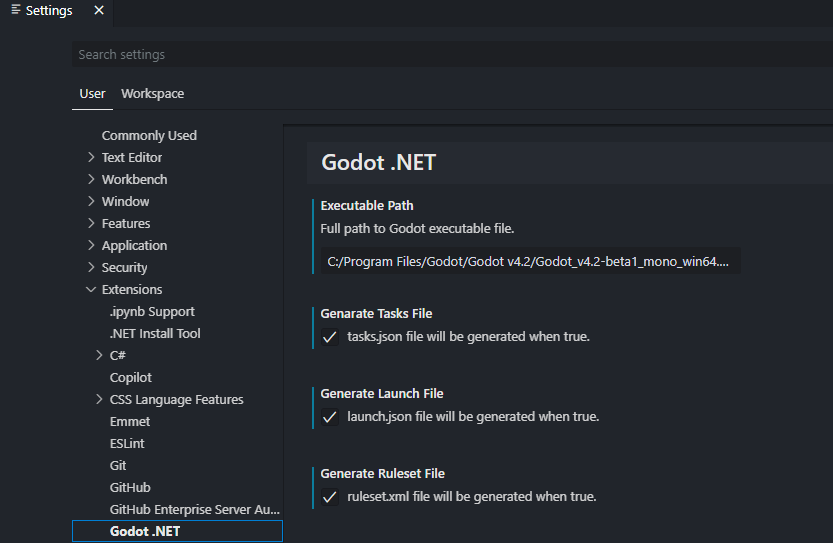 Settings
Search settings
User Workspace
Commonly Used
Text Editor
Workbench
Window
Features
Application
Security
Extensions
.ipynb Support
.NET Install Tool
C#
Copilot
CSS Language Features
Emmet
ESLint
Git
GitHub
GitHub Enterprise Server Au...
Godot .NET
Godot .NET
Executable Path
Full path to Godot executable file.
C:/Program Files/Godot/Godot v4.2/Godot_v4.2-beta1_mono_win64....
Genarate Tasks File
tasks.json file will be generated when true.
Generate Launch File
launch.json file will be generated when true.
Generate Ruleset File
ruleset.xml file will be generated when true.